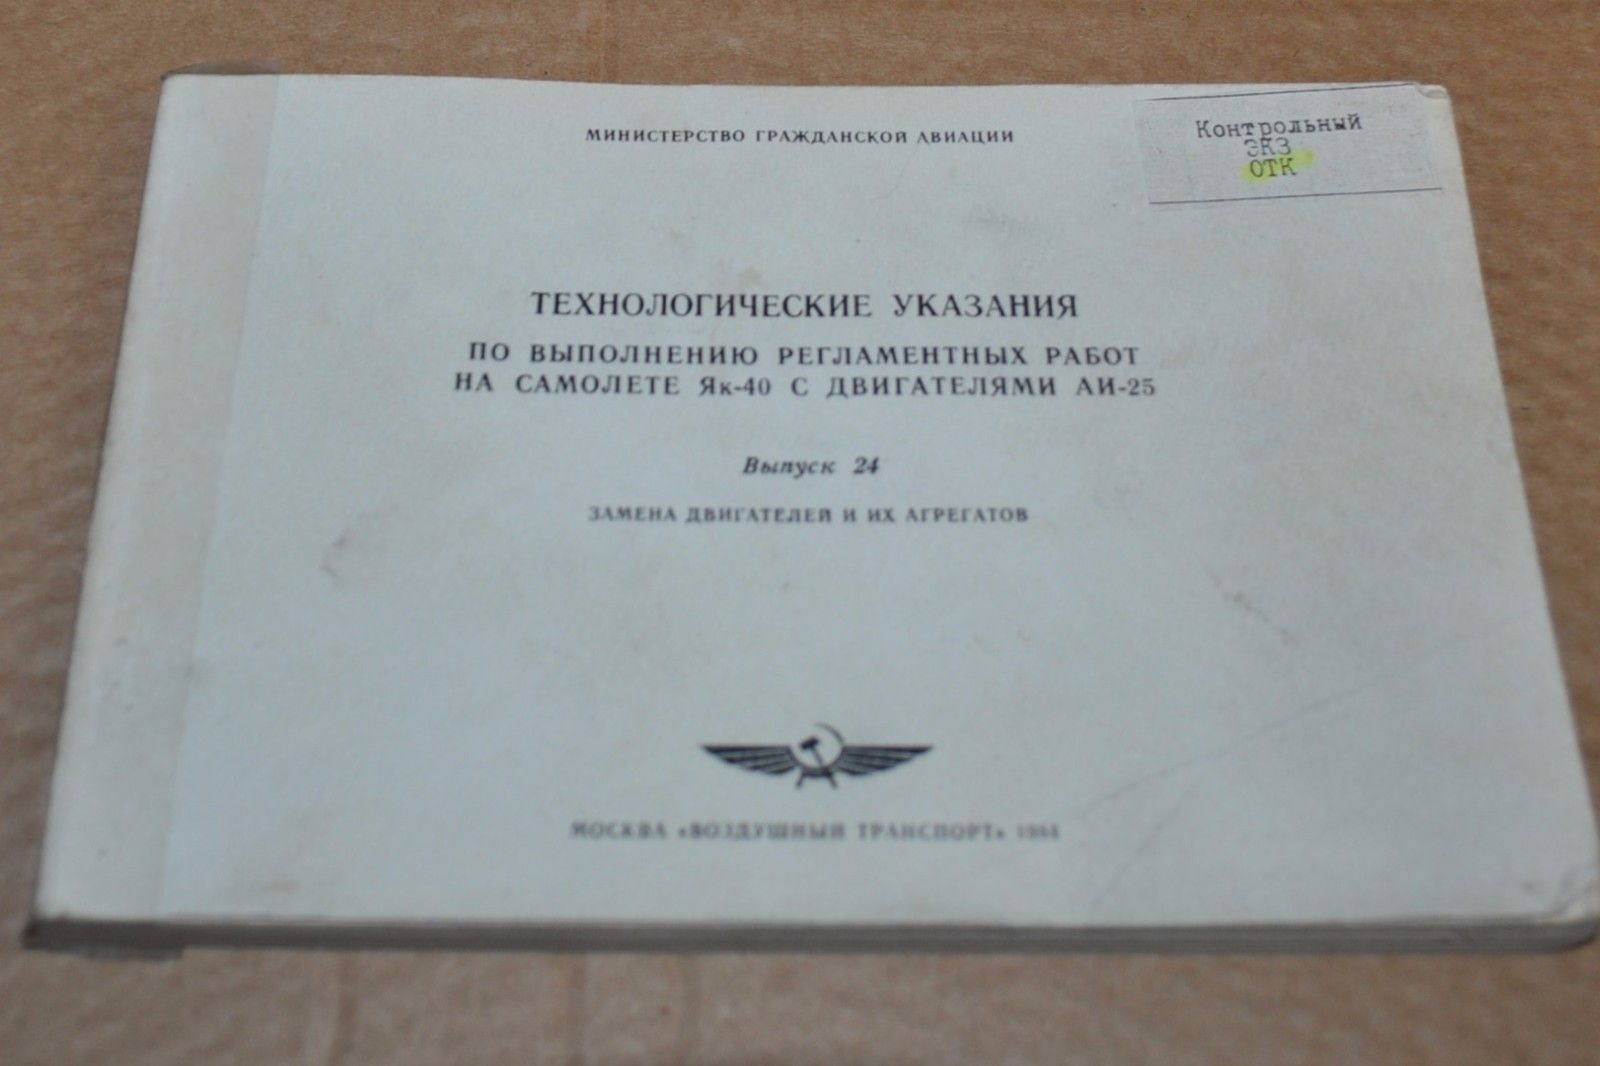 МИНИСТЕРСТВО ГРАЖДАНСКОЙ АВИАЦИИ
Контрольный
ЭКЗ
ОТК
ТЕХНОЛОГИЧЕСКИЕ УКАЗАНИЯ
ПО ВЫПОЛНЕНИЮ РЕГЛАМЕНТНЫХ РАБОТ
НА САМОЛЕТЕ Як-40 С ДВИГАТЕЛЯМИ АИ-25
Выпуск 24
ЗАМЕНА ДВИГАТЕЛЕЙ И ИХ АГРЕГАТОВ
МОСКВА «ВОЗДУШНЫЙ ТРАНСПОРТ»